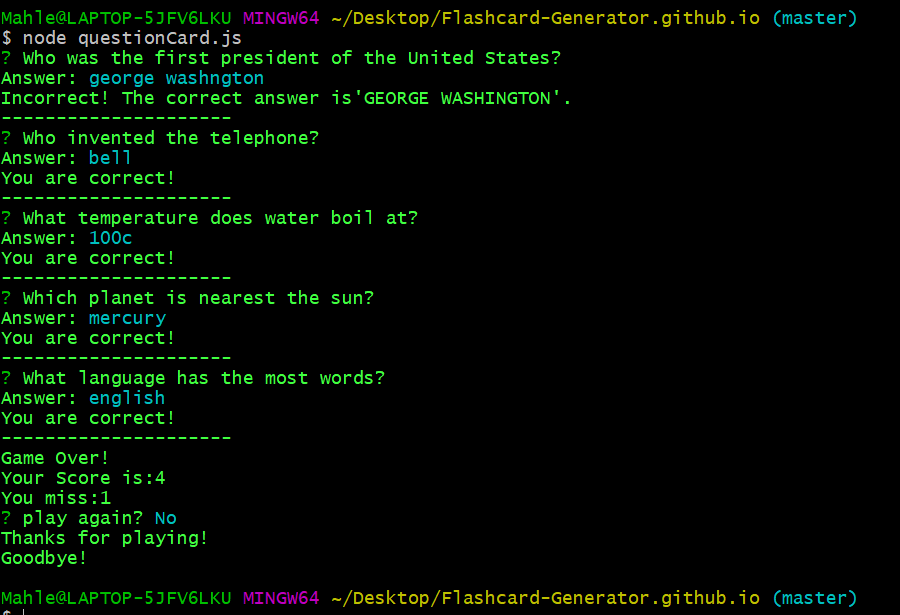 Mahle@LAPTOP-5JFV6LKU MINGW64 ~/Desktop/Flashcard-Generator.github.io (master)
$ node questionCard.js
? Who was the first president of the United States?
Answer: george washngton
Incorrect! The correct answer is'GEORGE WASHINGTON'.
---------------------
? Who invented the telephone?
Answer: bell
You are correct!
---------------------
? What temperature does water boil at?
Answer: 100c
You are correct!
---------------------
? Which planet is nearest the sun?
Answer: mercury
You are correct!
---------------------
? What language has the most words?
Answer: english
You are correct!
---------------------
Game Over!
Your Score is:4
You miss:1
? play again? No
Thanks for playing!
Goodbye!
Mahle@LAPTOP-5JFV6LKU MINGW64 ~/Desktop/Flashcard-Generator.github.io (master)
$